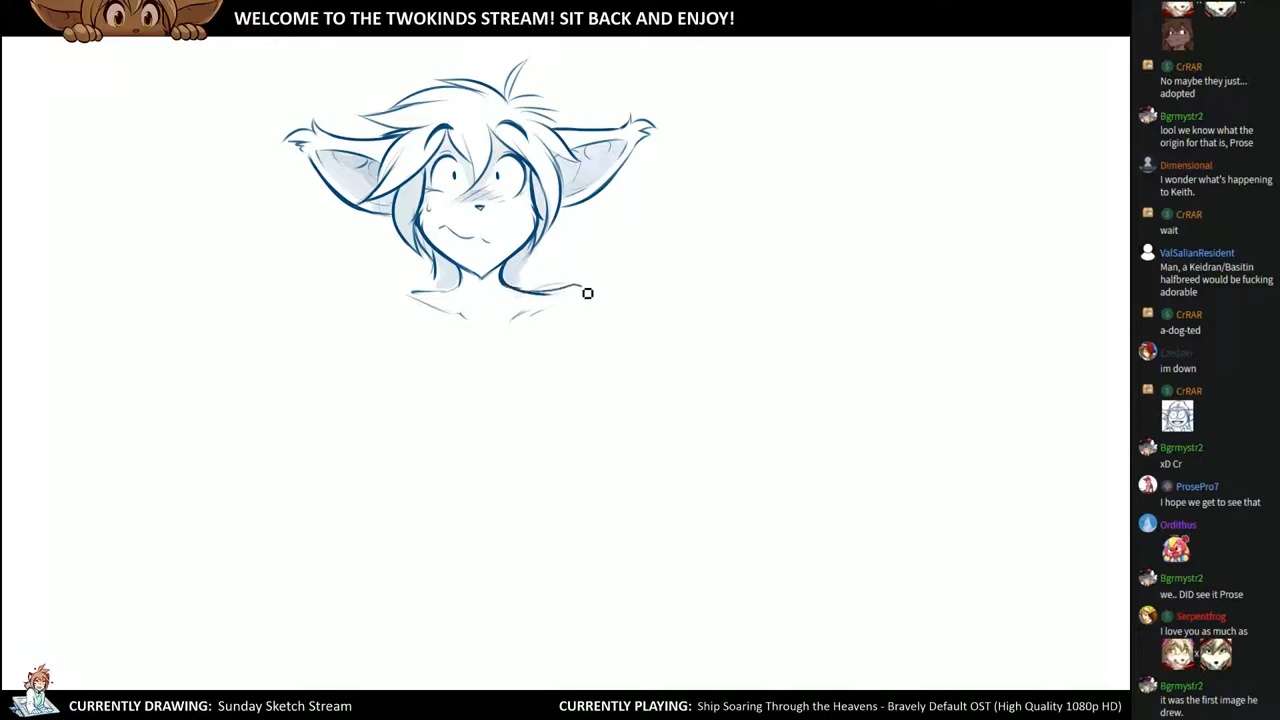 WELCOME TO THE TWOKINDS STREAM! SIT BACK AND ENJOY!
CrRAR
No maybe they just...
adopted
Bgrmystr2
lool we know what the
origin for that is, Prose
Dimensional
I wonder what's happening
to Keith.
CrRAR
wait
ValSalianResident
Man, a Keidran/Basitin
halfbreed would be fucking
adorable
CrRAR
a-dog-ted
im down
CrRAR
Bgrmystr2
xD Cr
ProsePro7
I hope we get to see that
Ordithus
Bgrmystr2
we.. DID see it Prose
Serpentfrog
I love you as much as
x
Bgrmystr2
it was the first image he
drew.
CURRENTLY DRAWING: Sunday Sketch Stream
CURRENTLY PLAYING: Ship Soaring Through the Heavens - Bravely Default OST (High Quality 1080p HD)